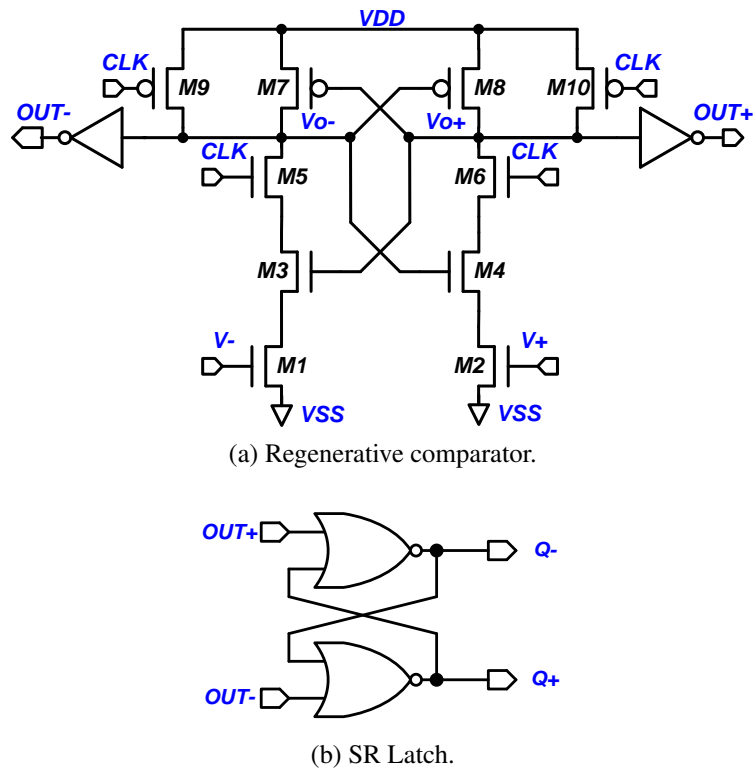 VDD
CLK
M9
M7
M8
M10
CLK
OUT-
Vo-
Vo+
OUT+
CLK
M5
M6
CLK
M3
M4
V-
M1
M2
V+
VSS
VSS
(a) Regenerative comparator.
OUT+
Q-
OUT-
Q+
(b) SR Latch.